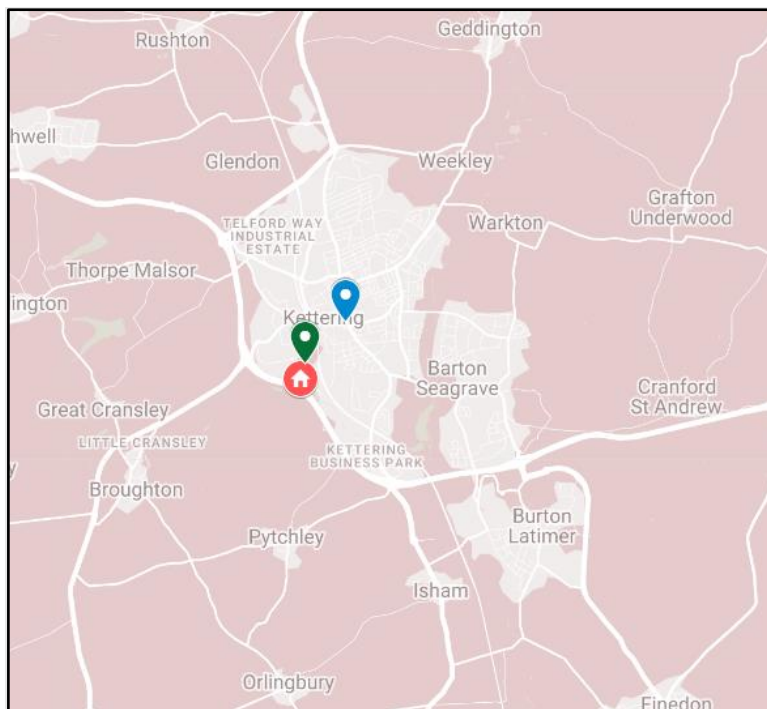 Geddington
Rushton
hwell
Glendon
Weekley
Grafton
Underwood
Warkton
TELFORD WAY
INDUSTRIAL
ESTATE
Thorpe Malsor
ington
Kettering
Barton
Seagrave
Cranford
St Andrew
Great Cransley
LITTLE CRANSLEY
KETTERING
BUSINESS PARK
y
Broughton
Burton
Latimer
Pytchley
Isham
Orlingbury
Finedon